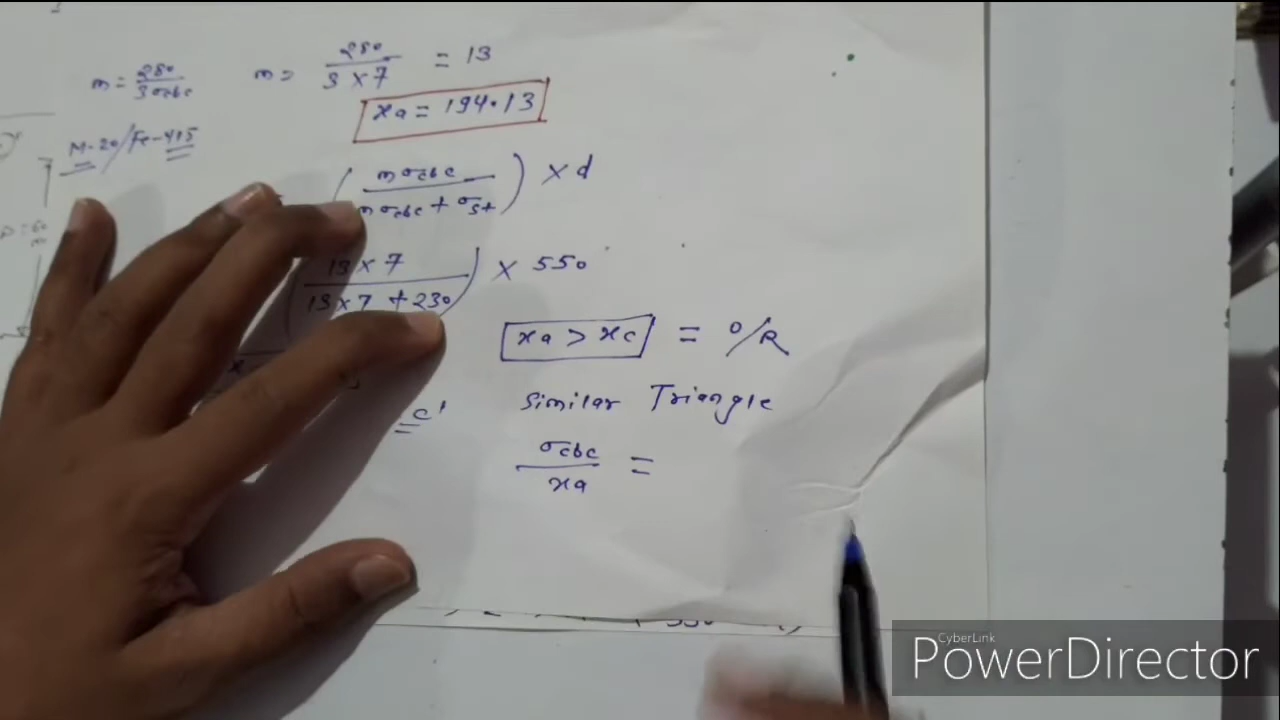 m = 280/3σcbc m = 280/3 × 7 = 13
xa = 194.13
M-20/Fe-415
(mσcbc/mσcbc + σst) × d
(13 × 7/13 × 7 + 230) × 550
xa > xc = O/R
c'
Similar Triangle
σcbc/xa =
CyberLink
PowerDirector